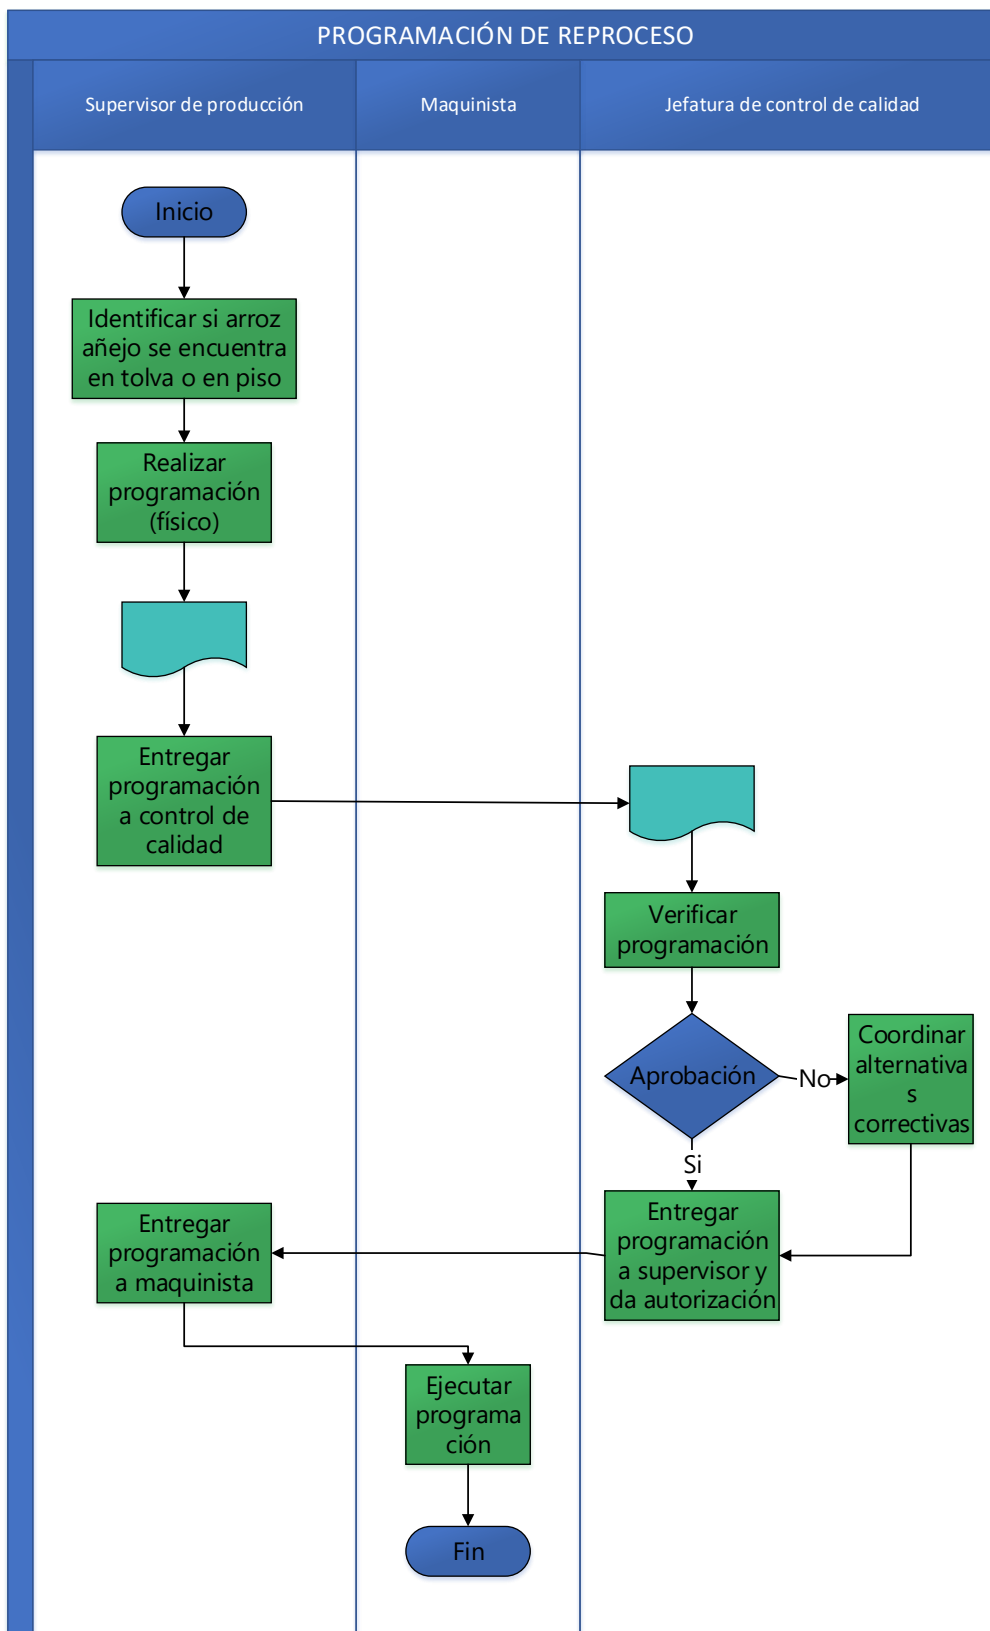 PROGRAMACIÓN DE REPROCESO
Supervisor de producción
Maquinista
Jefatura de control de calidad
Inicio
Identificar si arroz
añejo se encuentra
en tolva o en piso
Realizar
programación
(físico)
Entregar
programación
a control de
calidad
Verificar
programación
Aprobación
No
Coordinar
alternativa
s
correctivas
Si
Entregar
programación
a supervisor y
da autorización
Entregar
programación
a maquinista
Ejecutar
programa
ción
Fin